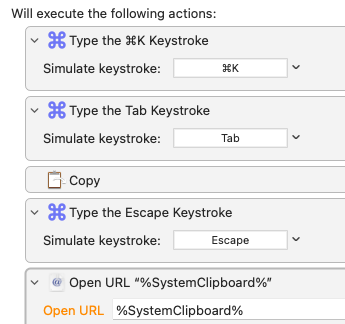 Will execute the following actions:
Type the ⌘K Keystroke
Simulate keystroke: ⌘K
Type the Tab Keystroke
Simulate keystroke: Tab
Copy
Type the Escape Keystroke
Simulate keystroke: Escape
Open URL “%SystemClipboard%”
Open URL %SystemClipboard%